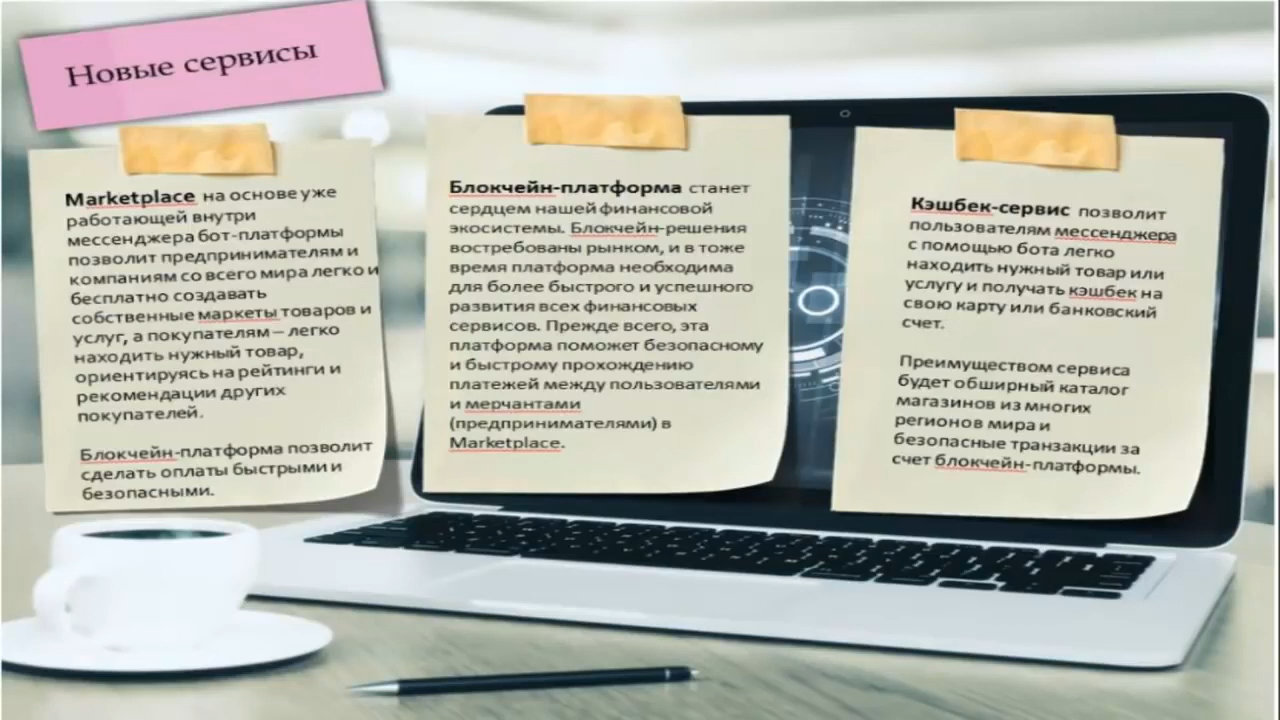 Новые сервисы
Marketplace на основе уже
работающей внутри
мессенджера бот-платформы
позволит предпринимателям и
компаниям со всего мира легко и
бесплатно создавать
собственные маркеты товаров и
услуг, а покупателям – легко
находить нужный товар,
ориентируясь на рейтинги и
рекомендации других
покупателей.
Блокчейн-платформа позволит
сделать оплаты быстрыми и
безопасными.
Блокчейн-платформа станет
сердцем нашей финансовой
экосистемы. Блокчейн-решения
востребованы рынком, и в тоже
время платформа необходима
для более быстрого и успешного
развития всех финансовых
сервисов. Прежде всего, эта
платформа поможет безопасному
и быстрому прохождению
платежей между пользователями
и мерчантами
(предпринимателями) в
Marketplace.
Кэшбек-сервис позволит
пользователям мессенджера
с помощью бота легко
находить нужный товар или
услугу и получать кэшбек на
свою карту или банковский
счет.
Преимуществом сервиса
будет обширный каталог
магазинов из многих
регионов мира и
безопасные транзакции за
счет блокчейн-платформы.